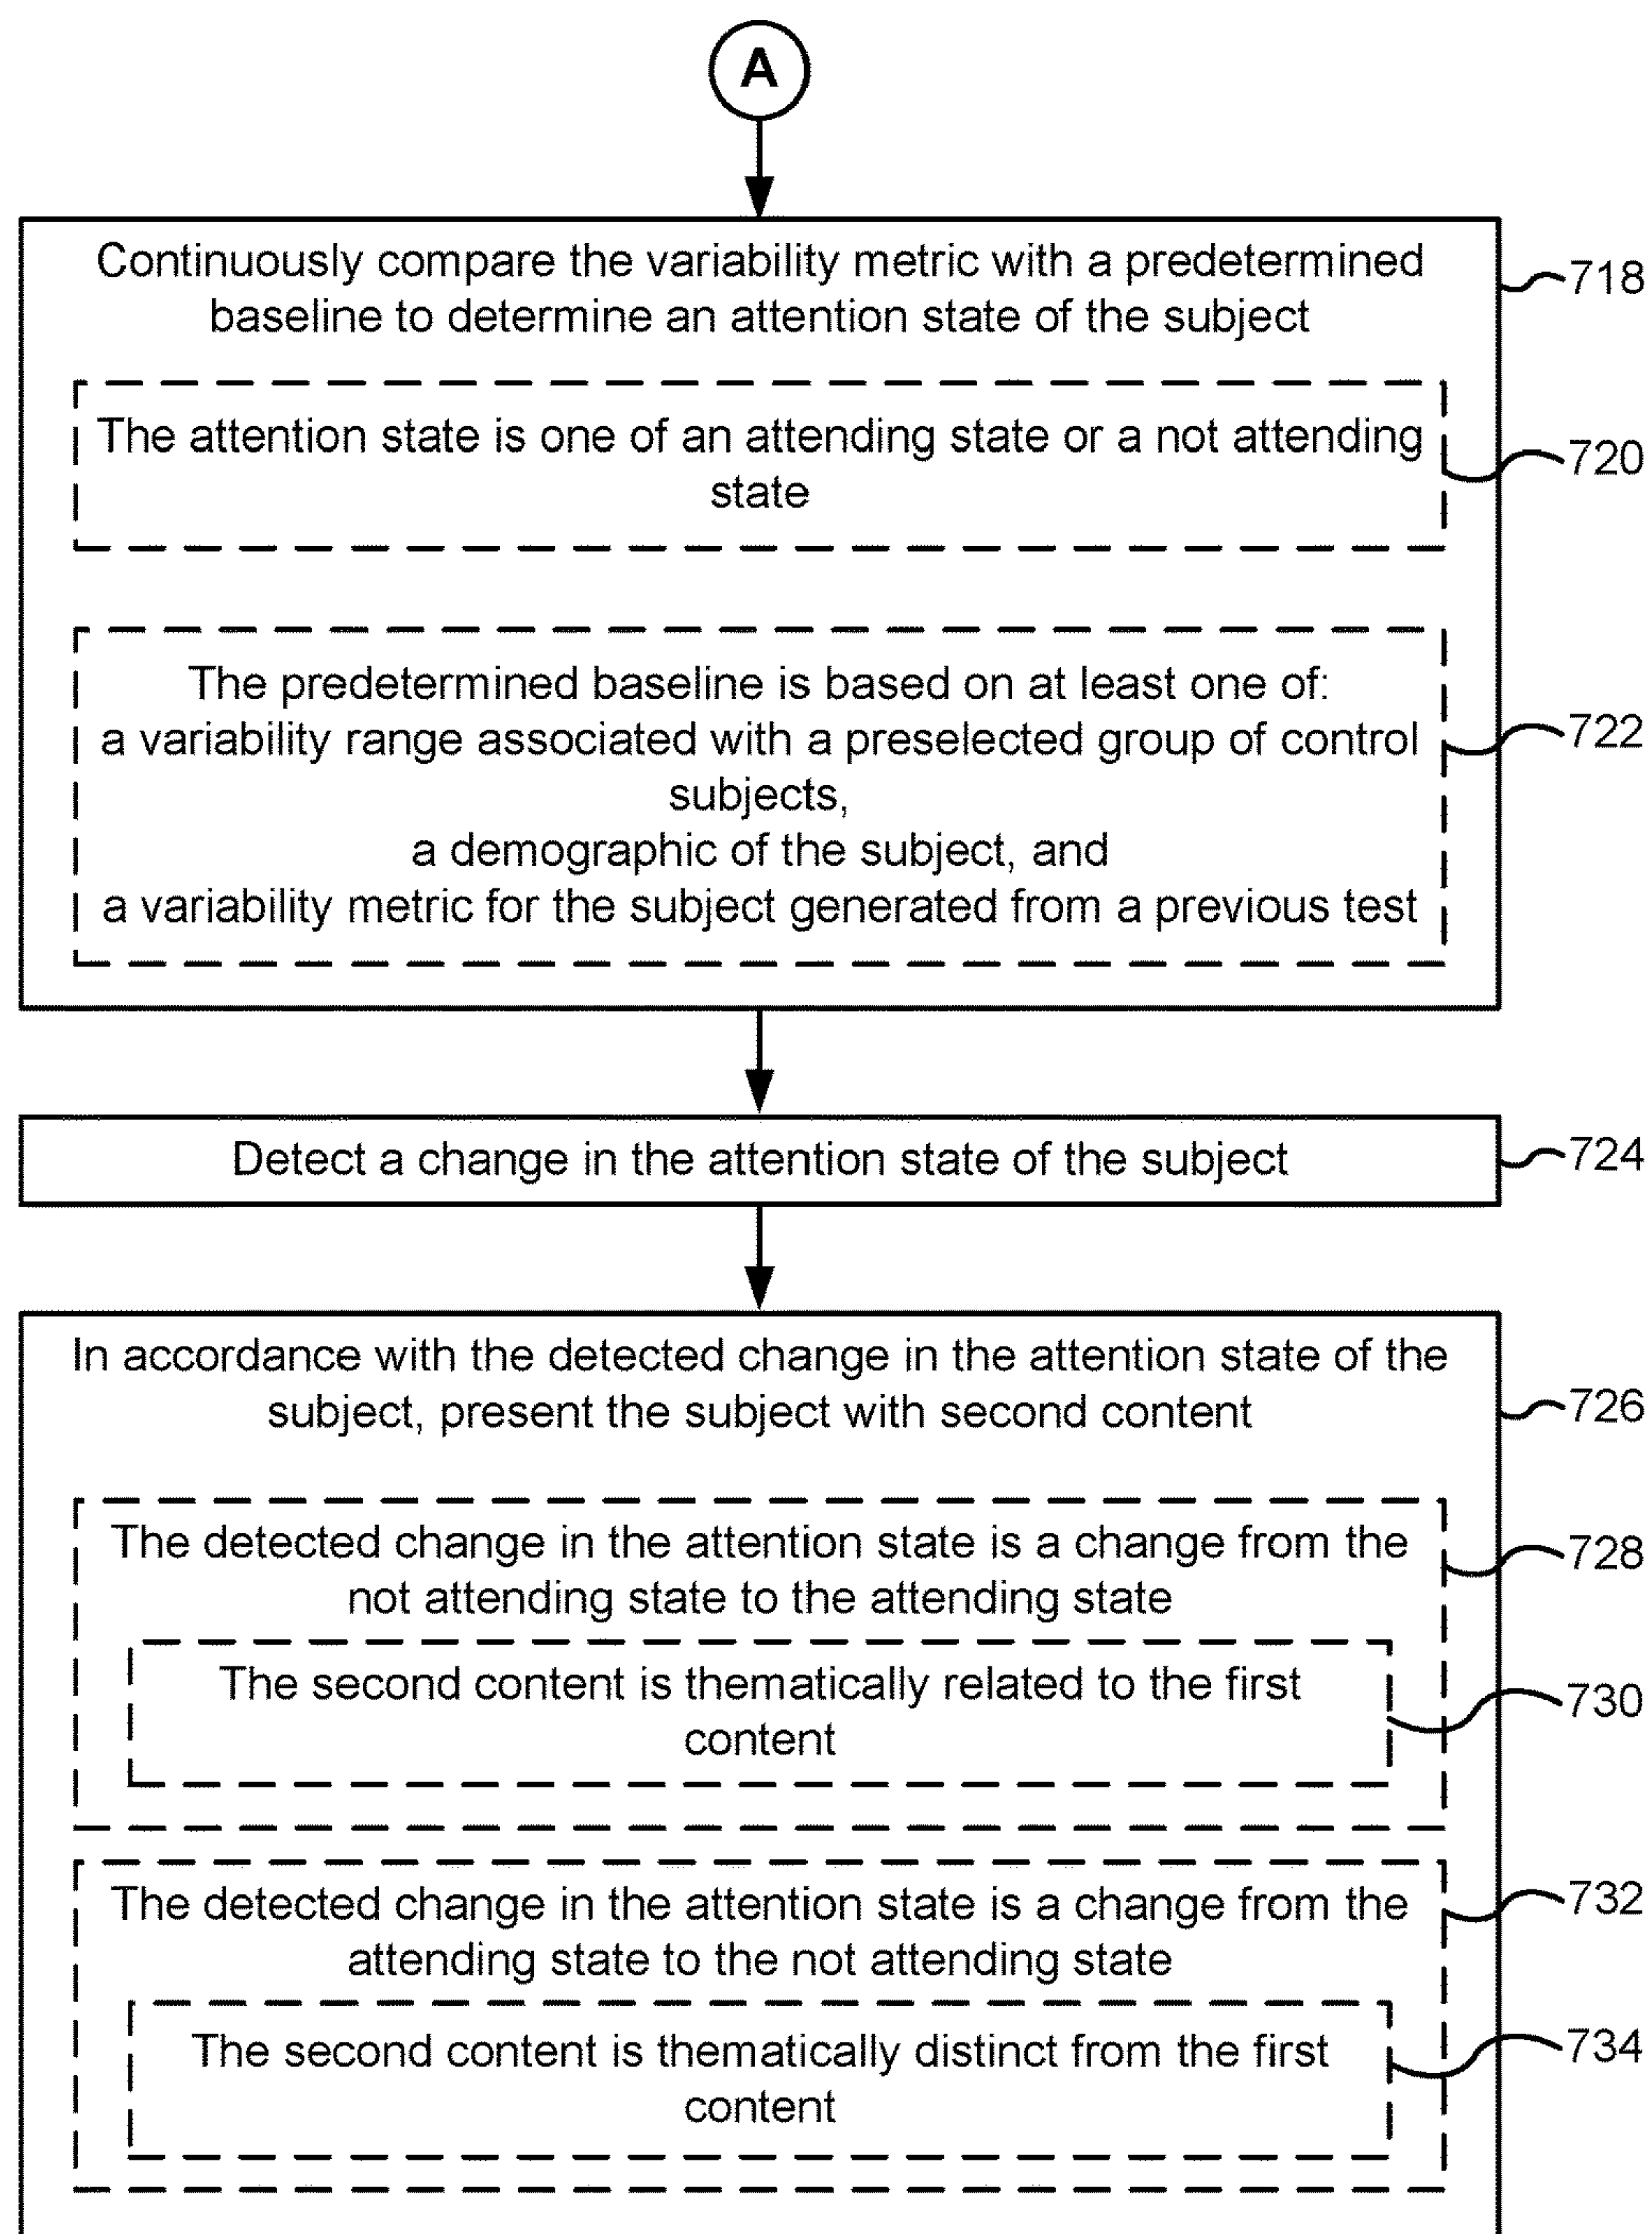 A
Continuously compare the variability metric with a predetermined
baseline to determine an attention state of the subject
718
The attention state is one of an attending state or a not attending
state
720
The predetermined baseline is based on at least one of:
a variability range associated with a preselected group of control
subjects,
a demographic of the subject, and
a variability metric for the subject generated from a previous test
722
Detect a change in the attention state of the subject
724
In accordance with the detected change in the attention state of the
subject, present the subject with second content
726
The detected change in the attention state is a change from the
not attending state to the attending state
728
The second content is thematically related to the first
content
730
The detected change in the attention state is a change from the
attending state to the not attending state
732
The second content is thematically distinct from the first
content
734